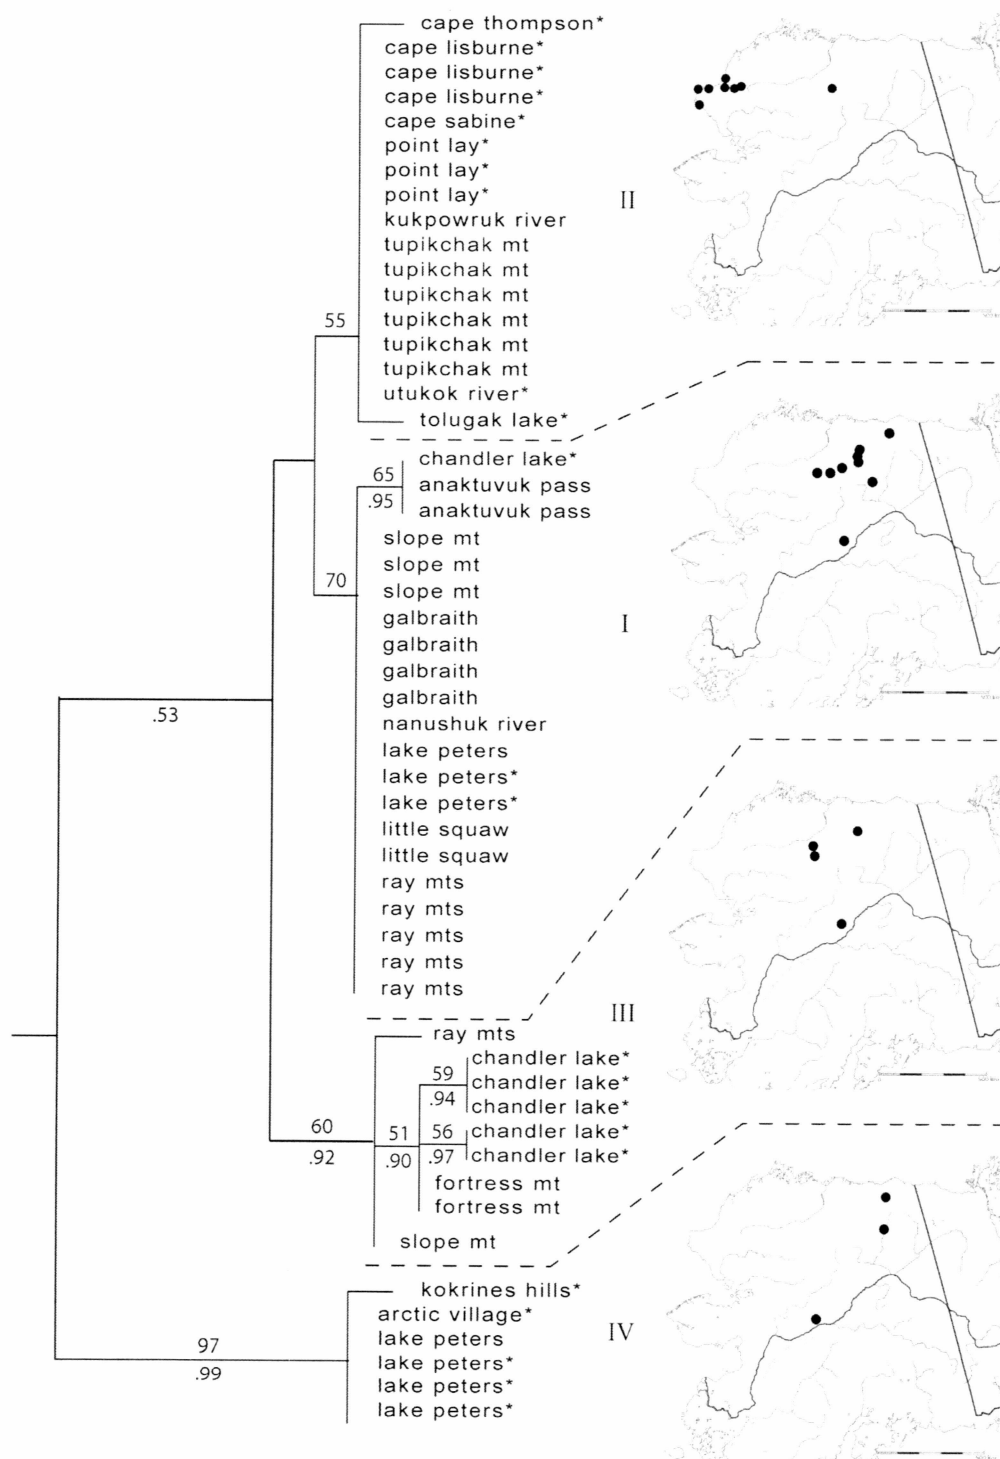 cape thompson*
cape lisburne*
cape lisburne*
cape lisburne*
cape sabine*
point lay*
point lay*
point lay*
II
kukpowruk river
tupikchak mt
tupikchak mt
tupikchak mt
55
tupikchak mt
tupikchak mt
tupikchak mt
utukok river*
tolugak lake*
chandler lake*
65
anaktuvuk pass
.95
anaktuvuk pass
slope mt
slope mt
70
slope mt
galbraith
I
galbraith
galbraith
galbraith
.53
nanushuk river
lake peters
lake peters*
lake peters*
little squaw
little squaw
ray mts
ray mts
ray mts
ray mts
ray mts
III
ray mts
chandler lake*
59
chandler lake*
.94
chandler lake*
60
51
56
chandler lake*
.92
.90
.97
chandler lake*
fortress mt
fortress mt
slope mt
kokrines hills*
arctic village*
IV
97
lake peters
.99
lake peters*
lake peters*
lake peters*